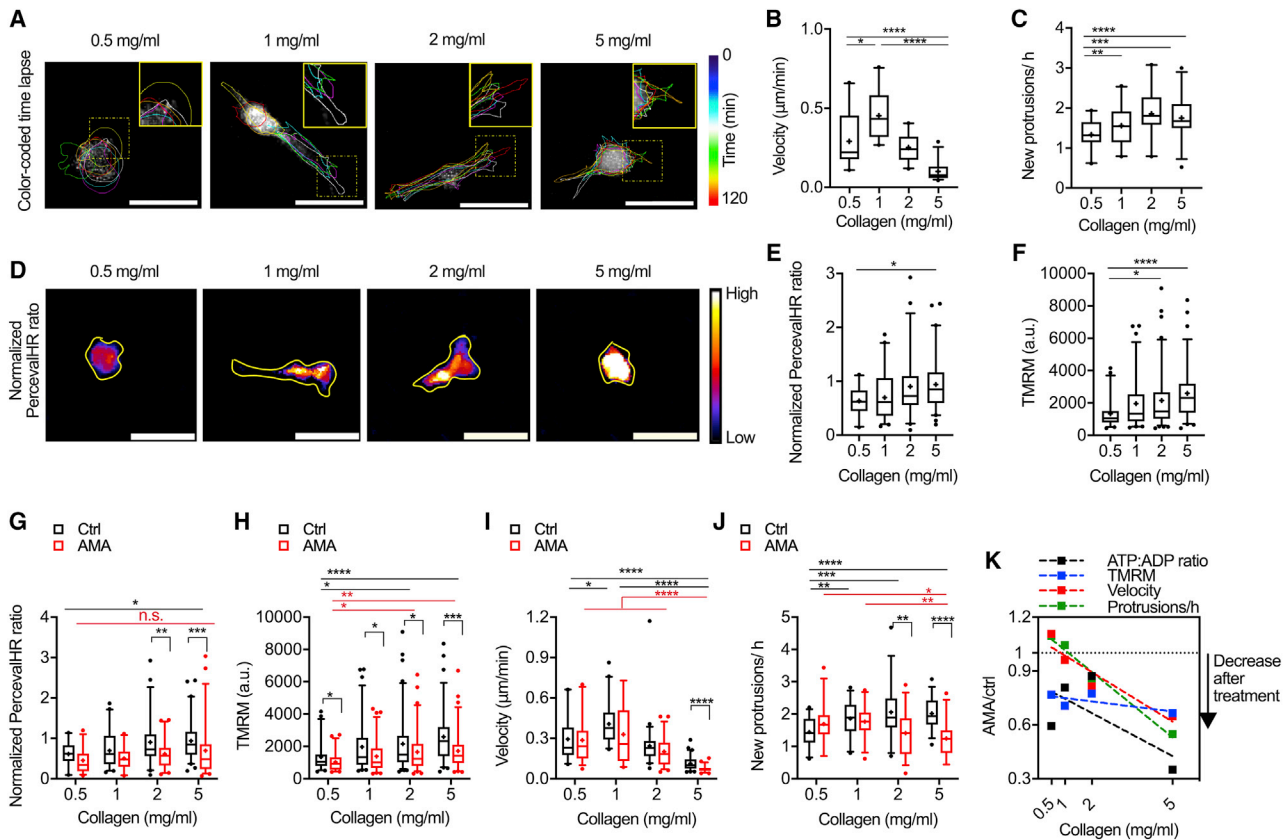 A
0.5 mg/ml
1 mg/ml
2 mg/ml
5 mg/ml
Color-coded time lapse
0
Time (min)
120
B
****
*
****
Velocity (µm/min)
1.0
0.5
0.0
0.5
1
2
5
Collagen (mg/ml)
C
****
***
**
New protrusions/ h
5
4
3
2
1
0
0.5
1
2
5
Collagen (mg/ml)
D
0.5 mg/ml
1 mg/ml
2 mg/ml
5 mg/ml
Normalized
PercevalHR rato
High
Low
E
*
Normalized PercevalHR ratio
3
2
1
0
0.5
1
2
5
Collagen (mg/ml)
F
****
*
TMRM (a.u.)
10000
8000
6000
4000
2000
0
0.5
1
2
5
Collagen (mg/ml)
G
Ctrl
AMA
*
n.s.
**
***
Normalized PercevalHR ratio
4
3
2
1
0
0.5
1
2
5
Collagen (mg/ml)
H
Ctrl
AMA
****
*
**
*
*
*
*
***
TMRM (a.u.)
10000
8000
6000
4000
2000
0
0.5
1
2
5
Collagen (mg/ml)
I
Ctrl
AMA
****
*
****
****
****
Velocity (µm/min)
1.2
0.9
0.6
0.3
0.0
0.5
1
2
5
Collagen (mg/ml)
J
Ctrl
AMA
****
***
**
*
**
**
****
New protrusions/ h
5
4
3
2
1
0
0.5
1
2
5
Collagen (mg/ml)
K
ATP:ADP ratio
TMRM
Velocity
Protrusions/h
AMA/ctrl
1.2
1
0.9
0.6
0.3
Decrease
after
treatment
0.5
1
2
5
Collagen (mg/ml)